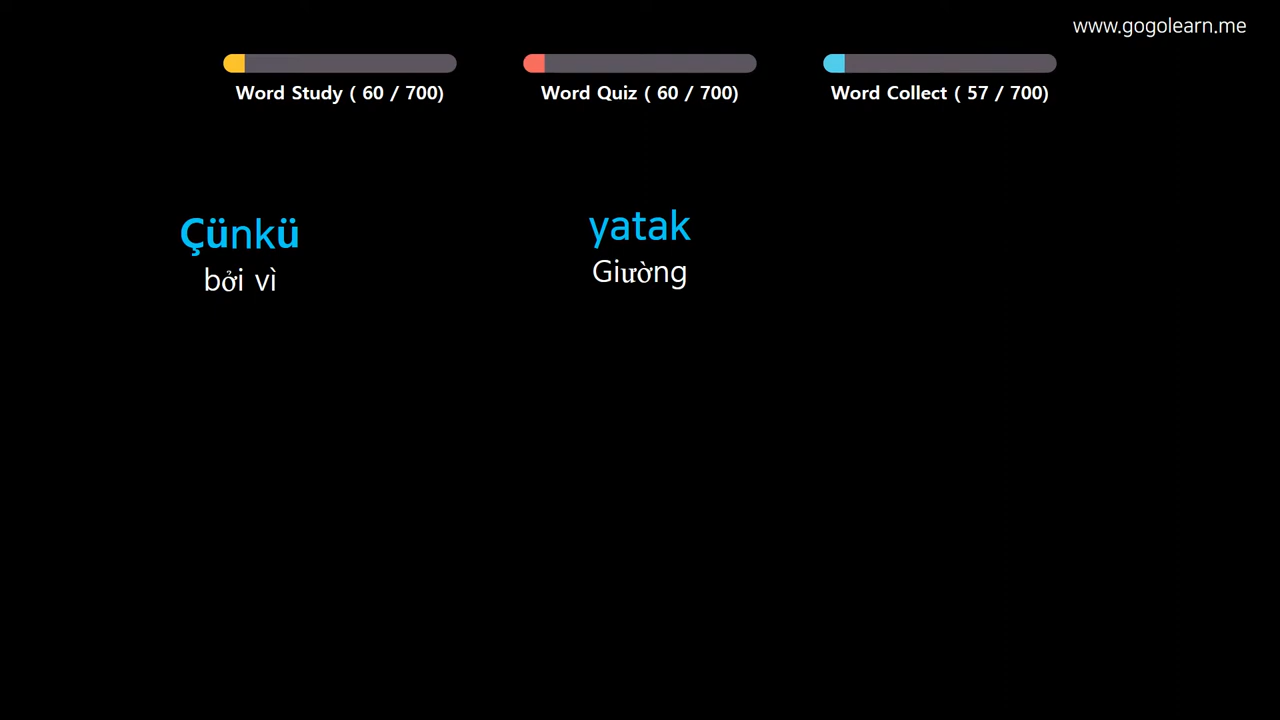 www.gogolearn.me
Word Study ( 60 / 700)
Word Quiz ( 60 / 700)
Word Collect ( 57 / 700)
Çünkü
bởi vì
yatak
Giường